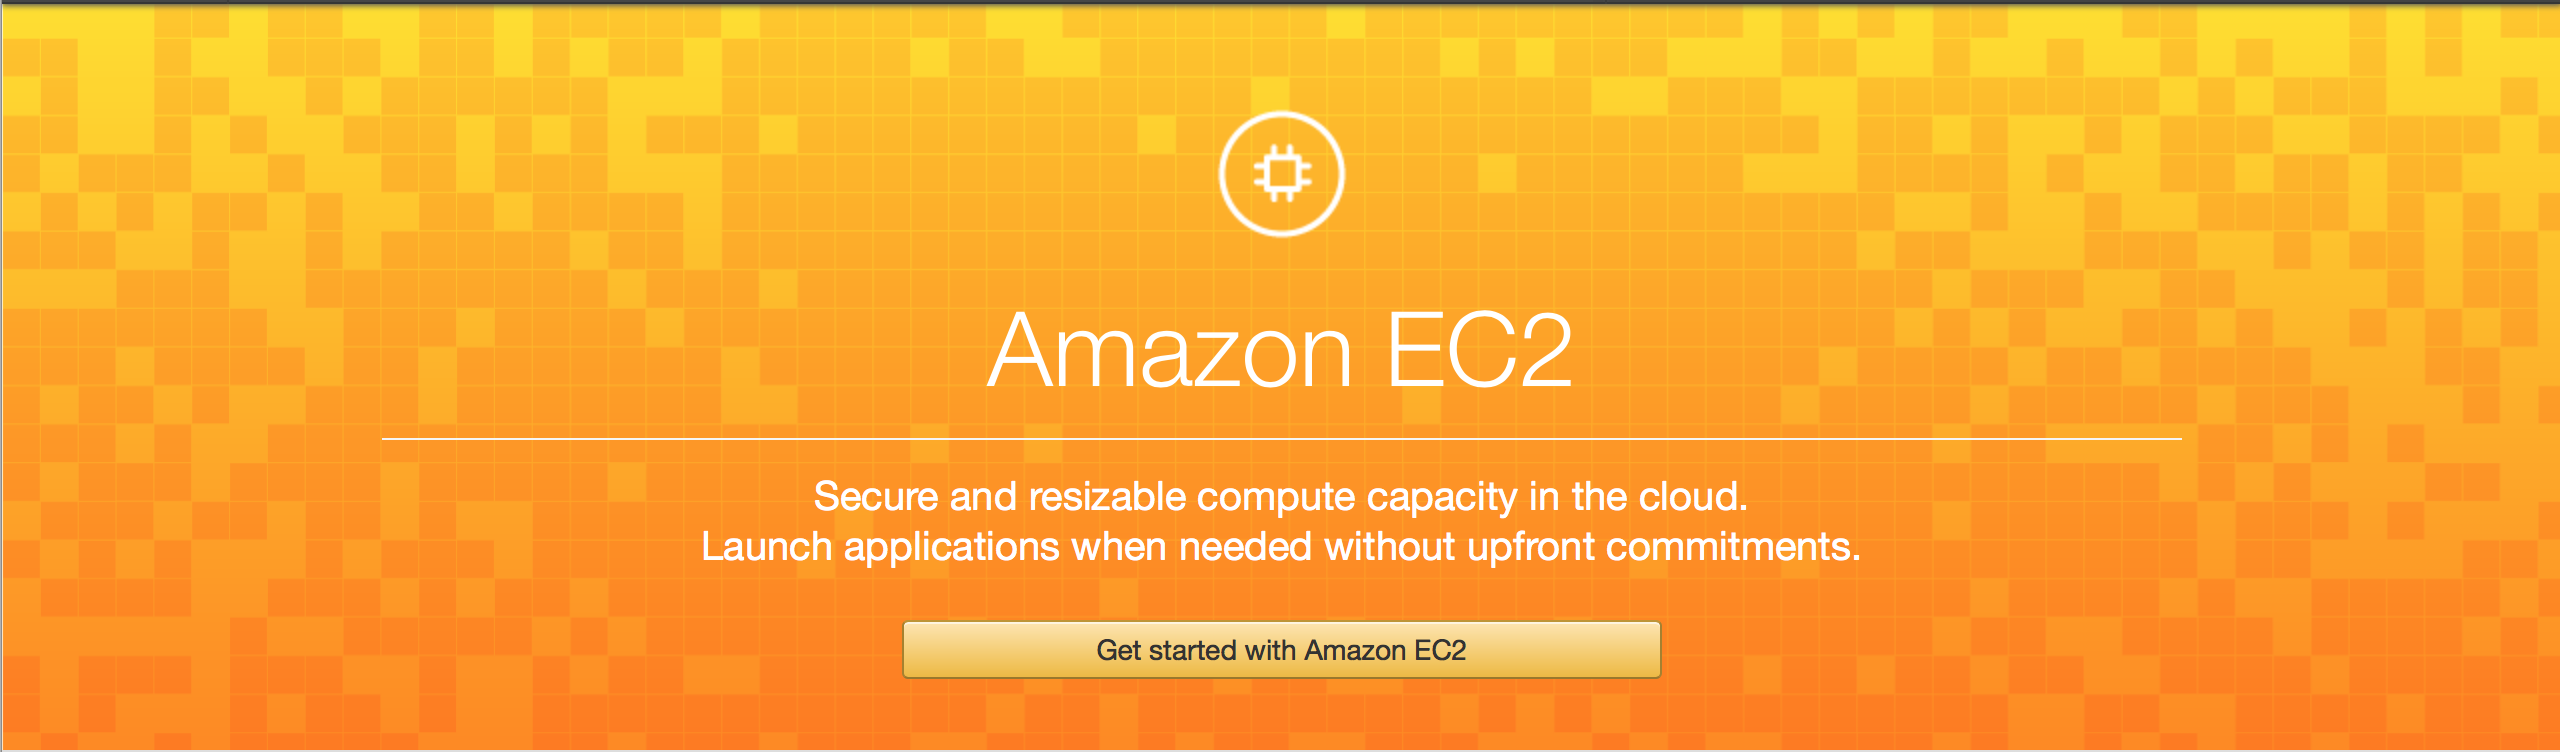 Amazon EC2
Secure and resizable compute capacity in the cloud.
Launch applications when needed without upfront commitments.
Get started with Amazon EC2